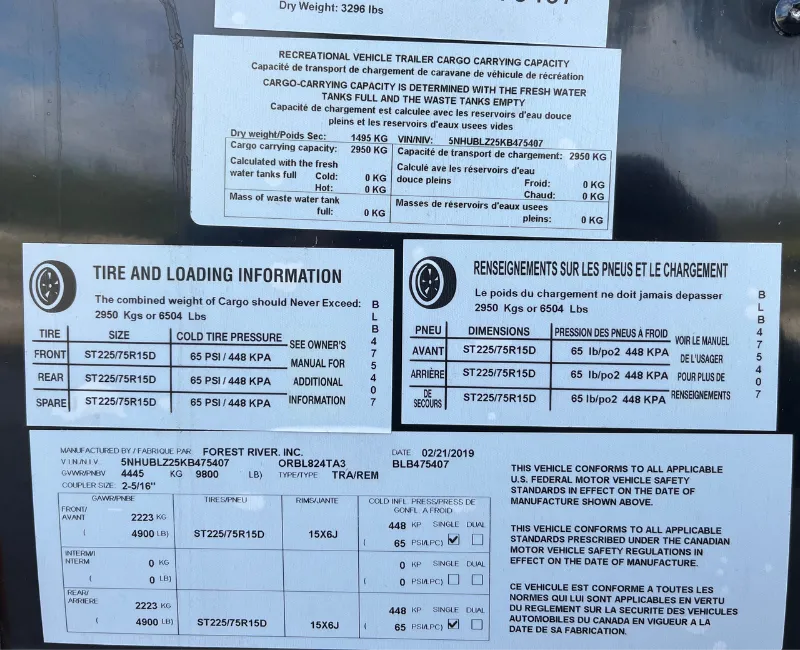 Dry Weight: 3296 lbs
RECREATIONAL VEHICLE TRAILER CARGO CARRYING CAPACITY
Capacité de transport de chargement de caravane de véhicule de récréation
CARGO-CARRYING CAPACITY IS DETERMINED WITH THE FRESH WATER
TANKS FULL AND THE WASTE TANKS EMPTY
Capacité de chargement est calculee avec les reservoirs d'eau douce
pleins et les reservoirs d'eaux usees vides
Dry weight/Poids Sec: 1495 KG VIN/NIV: 5NHUBLZ25KB475407
Cargo carrying capacity: 2950 KG Capacité de transport de chargement: 2950 KG
Calculated with the fresh
water tanks full Cold: 0 KG
Hot: 0 KG
Calculé ave les réservoirs d'eau
douce pleins Froid: 0 KG
Chaud: 0 KG
Mass of waste water tank
full: 0 KG
Masses de réservoirs d'eaux usees
pleins: 0 KG
TIRE AND LOADING INFORMATION
The combined weight of Cargo should Never Exceed:
2950 Kgs or 6504 Lbs
TIRE SIZE COLD TIRE PRESSURE
FRONT ST225/75R15D 65 PSI / 448 KPA
REAR ST225/75R15D 65 PSI / 448 KPA
SPARE ST225/75R15D 65 PSI / 448 KPA
SEE OWNER'S
MANUAL FOR
ADDITIONAL
INFORMATION
BLB475407
RENSEIGNEMENTS SUR LES PNEUS ET LE CHARGEMENT
Le poids du chargement ne doit jamais depasser
2950 Kgs or 6504 Lbs
PNEU DIMENSIONS PRESSION DES PNEUS À FROID
AVANT ST225/75R15D 65 lb/po2 448 KPA
ARRIÈRE ST225/75R15D 65 lb/po2 448 KPA
DE
SECOURS ST225/75R15D 65 lb/po2 448 KPA
VOIR LE MANUEL
DE L'USAGER
POUR PLUS DE
RENSEIGNEMENTS
BLB475407
MANUFACTURED BY / FABRIQUE PAR: FOREST RIVER. INC. DATE 02/21/2019
V.I.N./N.I.V 5NHUBLZ25KB475407 ORBL824TA3 BLB475407
GVWR/PNBV 4445 KG 9800 LB) TYPE/TYPE TRA/REM
COUPLER SIZE: 2-5/16"
GAWR/PNBE TIRES/PNEU RIMS/JANTE COLD INFL PRESS/PRESS DE
GONFL A FROID
FRONT/
AVANT
2223 KG
( 4900 LB)
ST225/75R15D 15X6J
448 KP SINGLE DUAL
( 65 PSI/LPC)
INTERM/I
NTERM
0 KG
( 0 LB)
0 KP SINGLE DUAL
( 0 PSI/LPC)
REAR/
ARRIERE
2223 KG
( 4900 LB)
ST225/75R15D 15X6J
448 KP SINGLE DUAL
( 65 PSI/LPC)
THIS VEHICLE CONFORMS TO ALL APPLICABLE
U.S. FEDERAL MOTOR VEHICLE SAFETY
STANDARDS IN EFFECT ON THE DATE OF
MANUFACTURE SHOWN ABOVE.
THIS VEHICLE CONFORMS TO ALL APPLICABLE
STANDARDS PRESCRIBED UNDER THE CANADIAN
MOTOR VEHICLE SAFETY REGULATIONS IN
EFFECT ON THE DATE OF MANUFACTURE.
CE VEHICULE EST CONFORME A TOUTES LES
NORMES QUI LUI SONT APPLICABLES EN VERTU
DU REGLEMENT SUR LA SECURITE DES VEHICULES
AUTOMOBILES DU CANADA EN VIGUEUR A LA
DATE DE SA FABRICATION.